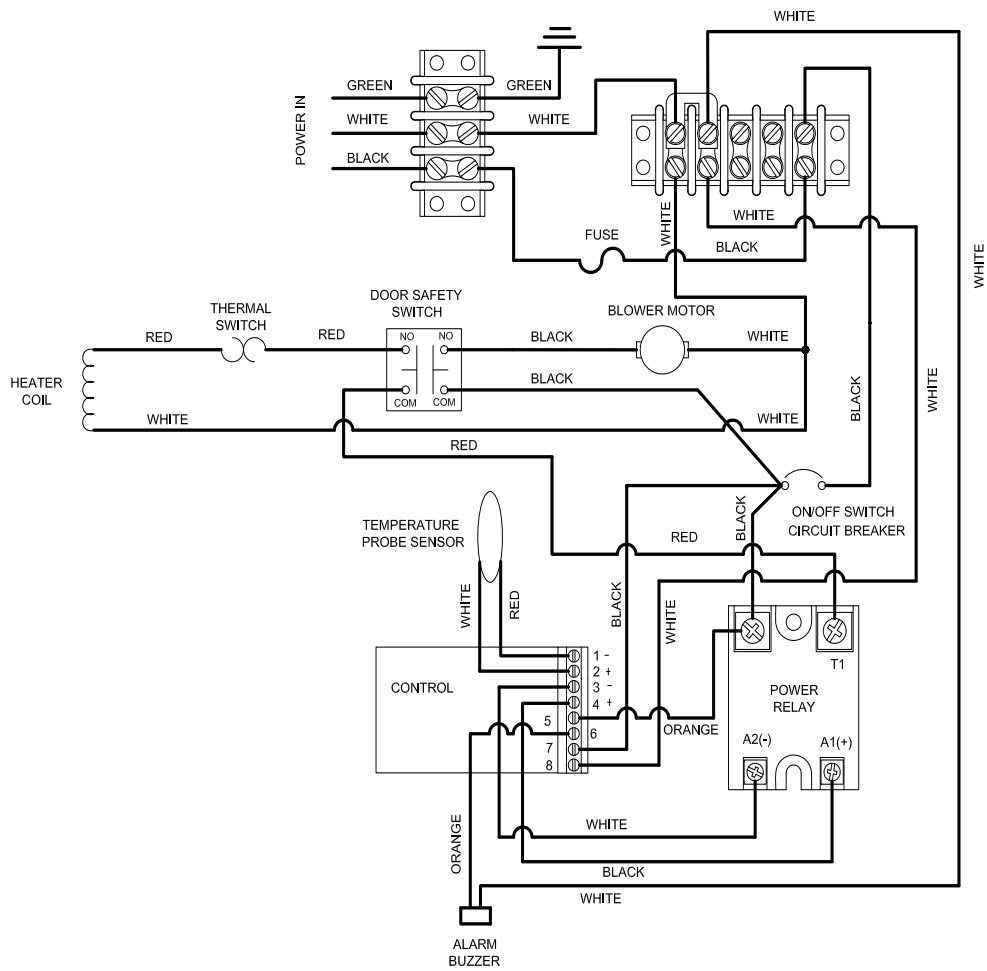 WHITE
GREEN
GREEN
POWER IN
WHITE
WHITE
BLACK
WHITE
WHITE
FUSE
BLACK
WHITE
DOOR SAFETY
SWITCH
THERMAL
SWITCH
BLOWER MOTOR
RED
RED
NO
NO
BLACK
WHITE
HEATER
COIL
COM
COM
BLACK
WHITE
WHITE
BLACK
WHITE
RED
ON/OFF SWITCH
CIRCUIT BREAKER
BLACK
TEMPERATURE
PROBE SENSOR
RED
WHITE
RED
BLACK
WHITE
CONTROL
1 -
2 +
3 -
4 +
5
6
7
8
ORANGE
T1
POWER
RELAY
A2(-)
A1(+)
WHITE
ORANGE
BLACK
WHITE
ALARM
BUZZER